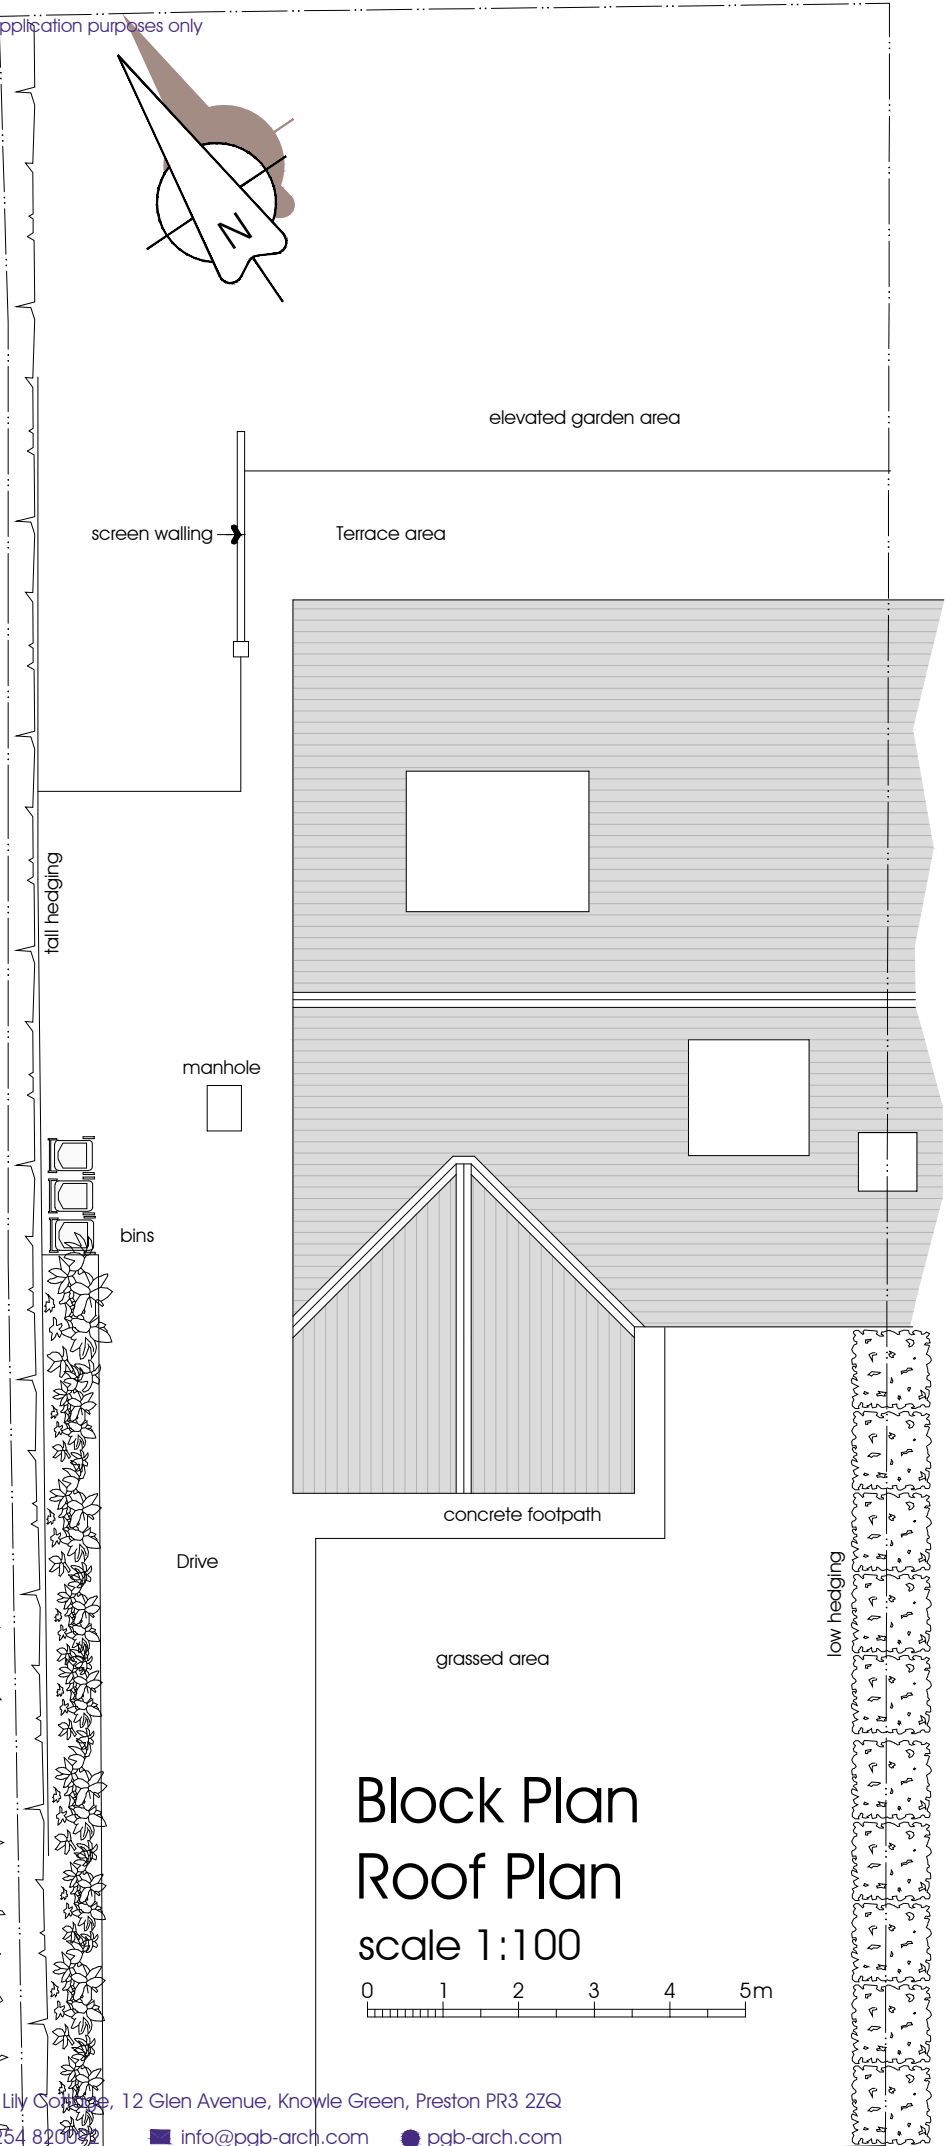 pplication purposes only
N
elevated garden area
screen walling
Terrace area
tall hedging
manhole
bins
concrete footpath
Drive
low hedging
grassed area
Block Plan
Roof Plan
scale 1:100
0 1 2 3 4 5m
Lily Cottage, 12 Glen Avenue, Knowle Green, Preston PR3 2ZQ
info@pgb-arch.com pgb-arch.com